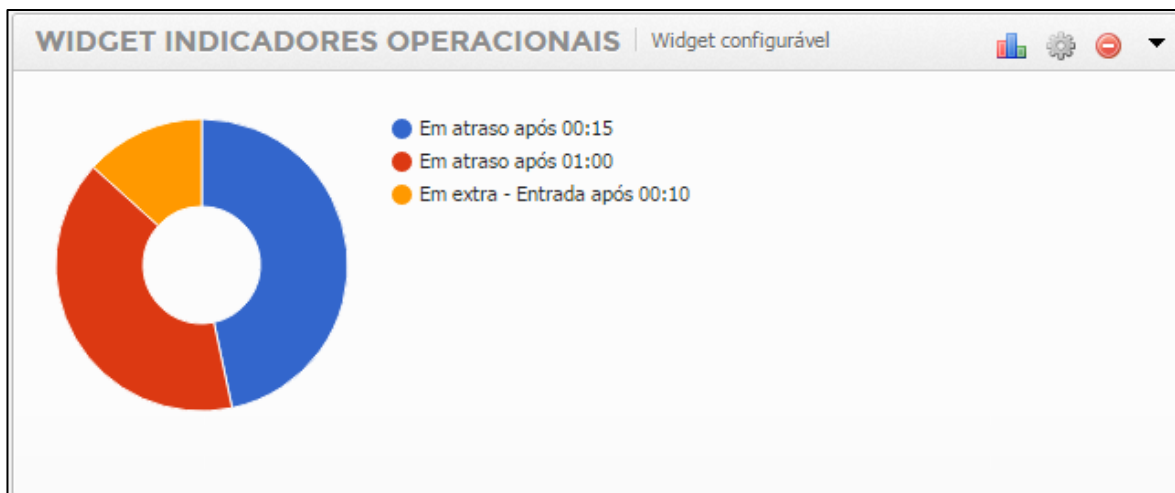 WIDGET INDICADORES OPERACIONAIS Widget configurável
Em atraso após 00:15
Em atraso após 01:00
Em extra - Entrada após 00:10